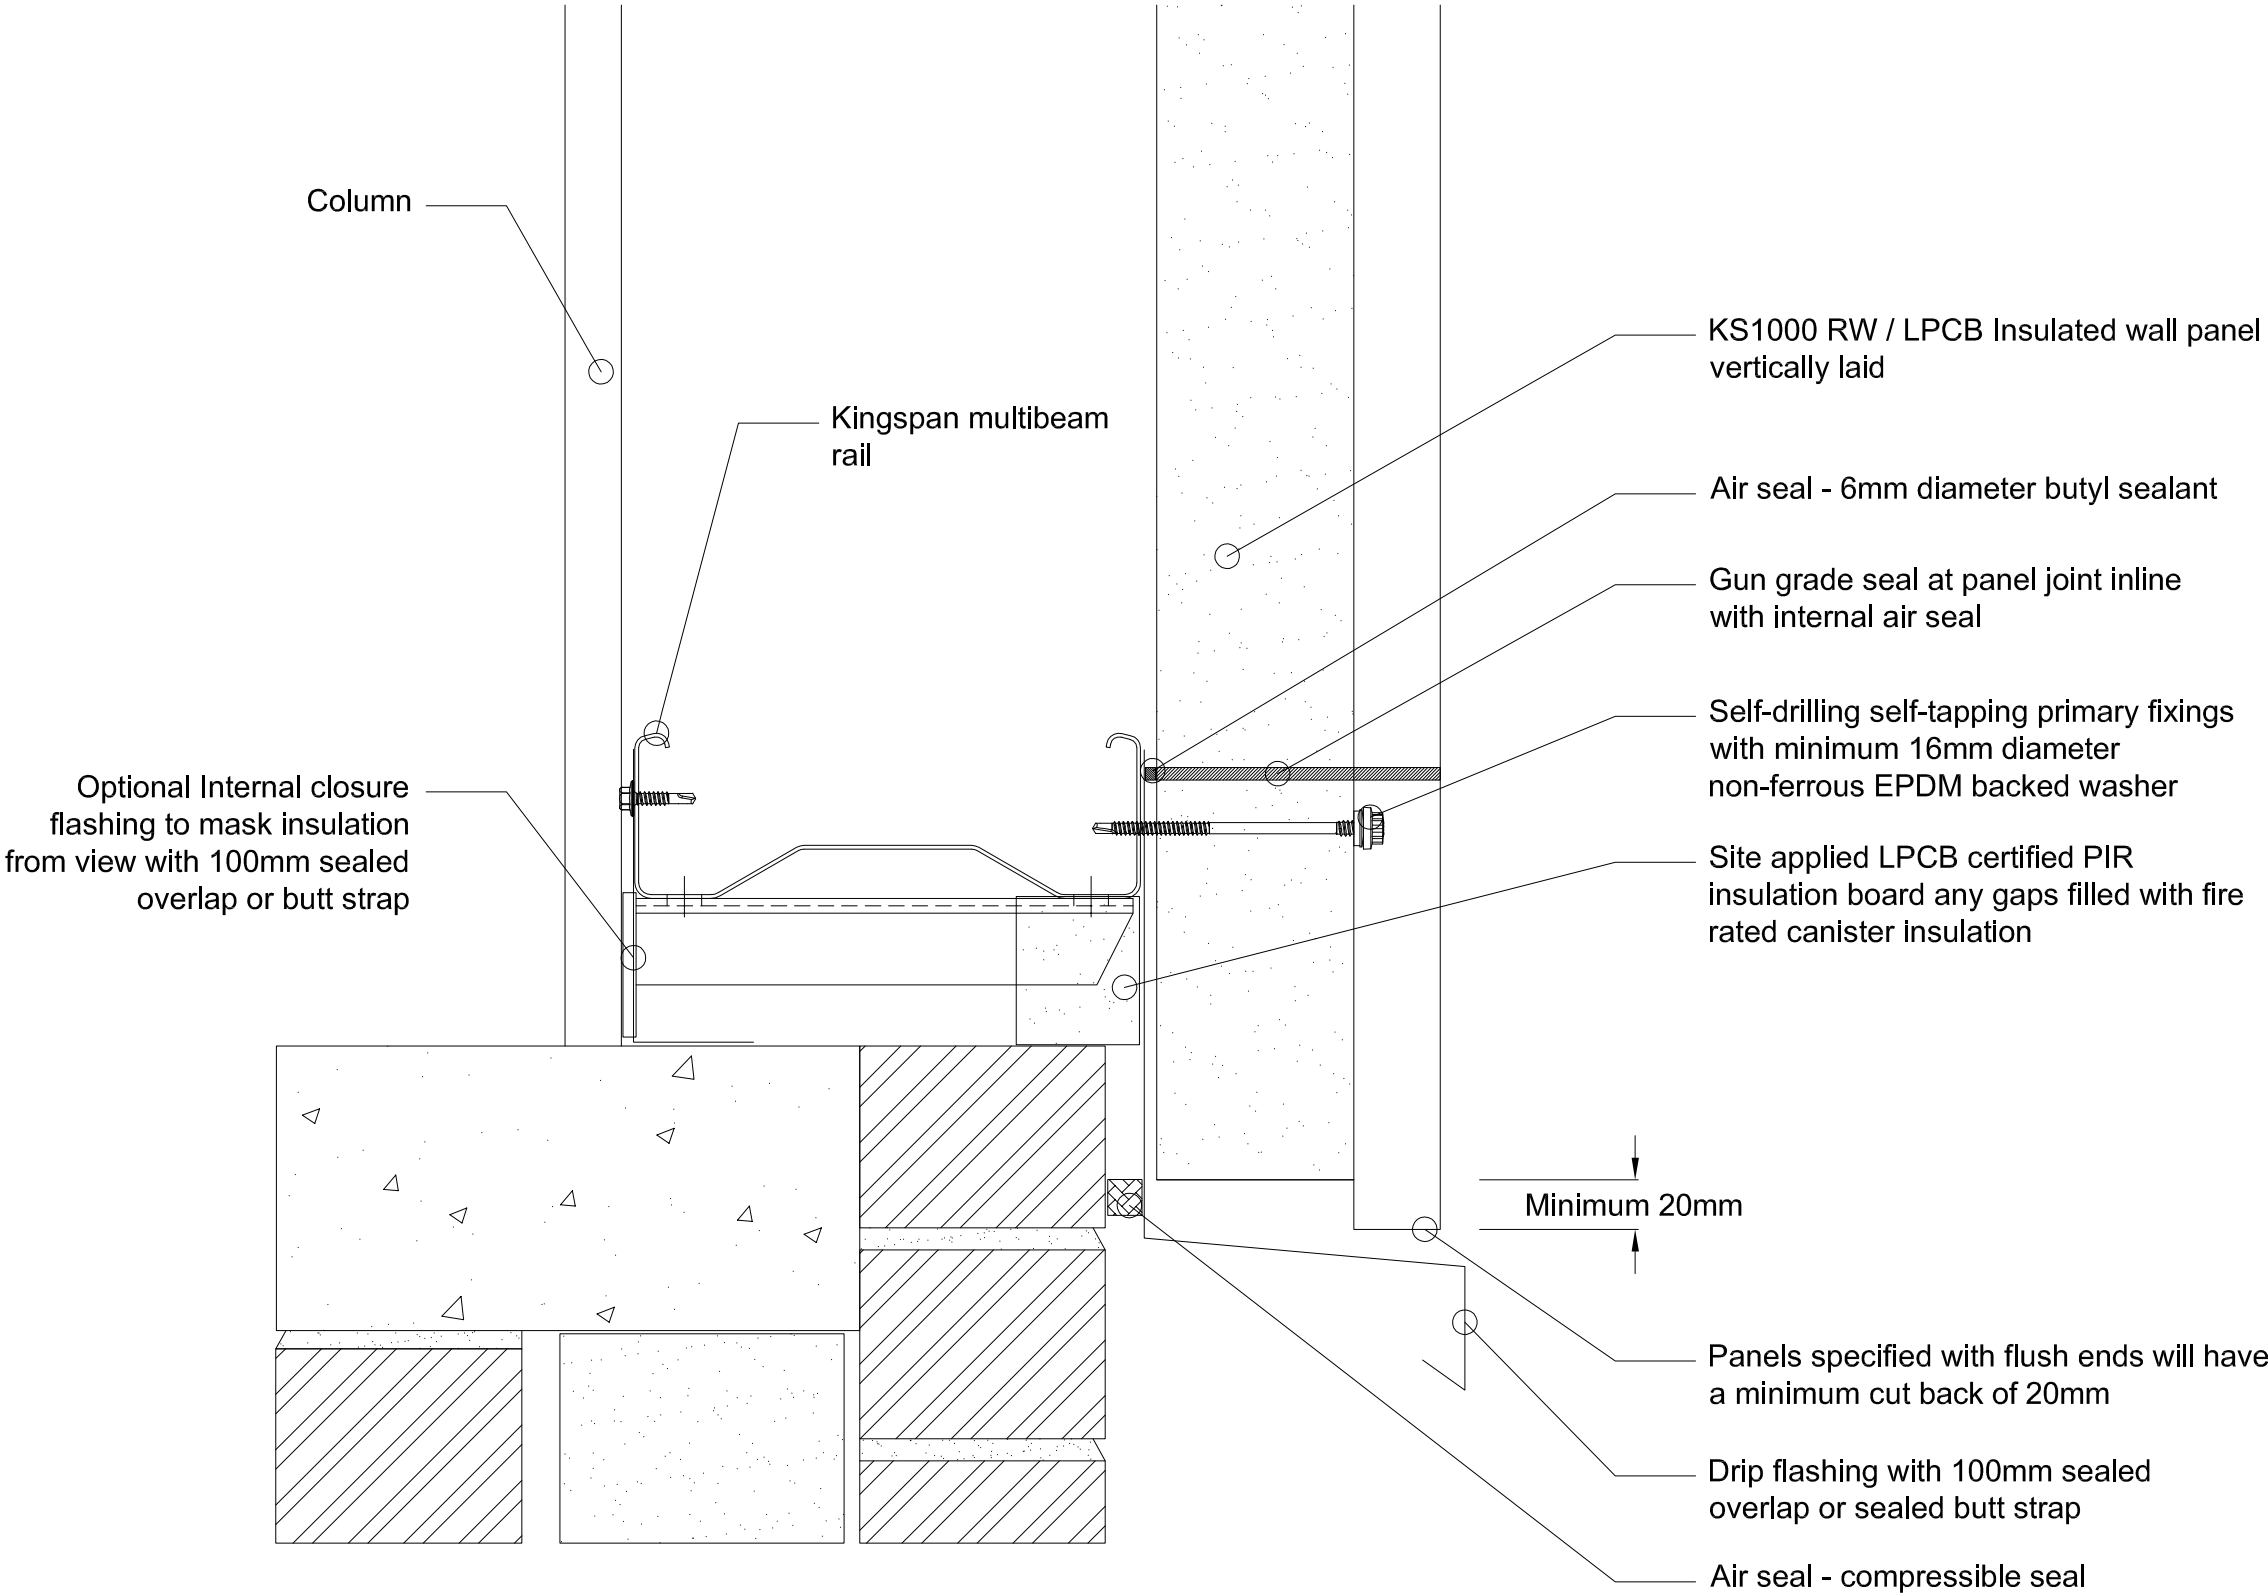 Column
Kingspan multibeam
rail
Optional Internal closure
flashing to mask insulation
from view with 100mm sealed
overlap or butt strap
KS1000 RW / LPCB Insulated wall panel
vertically laid
Air seal - 6mm diameter butyl sealant
Gun grade seal at panel joint inline
with internal air seal
Self-drilling self-tapping primary fixings
with minimum 16mm diameter
non-ferrous EPDM backed washer
Site applied LPCB certified PIR
insulation board any gaps filled with fire
rated canister insulation
Minimum 20mm
Panels specified with flush ends will have
a minimum cut back of 20mm
Drip flashing with 100mm sealed
overlap or sealed butt strap
Air seal - compressible seal